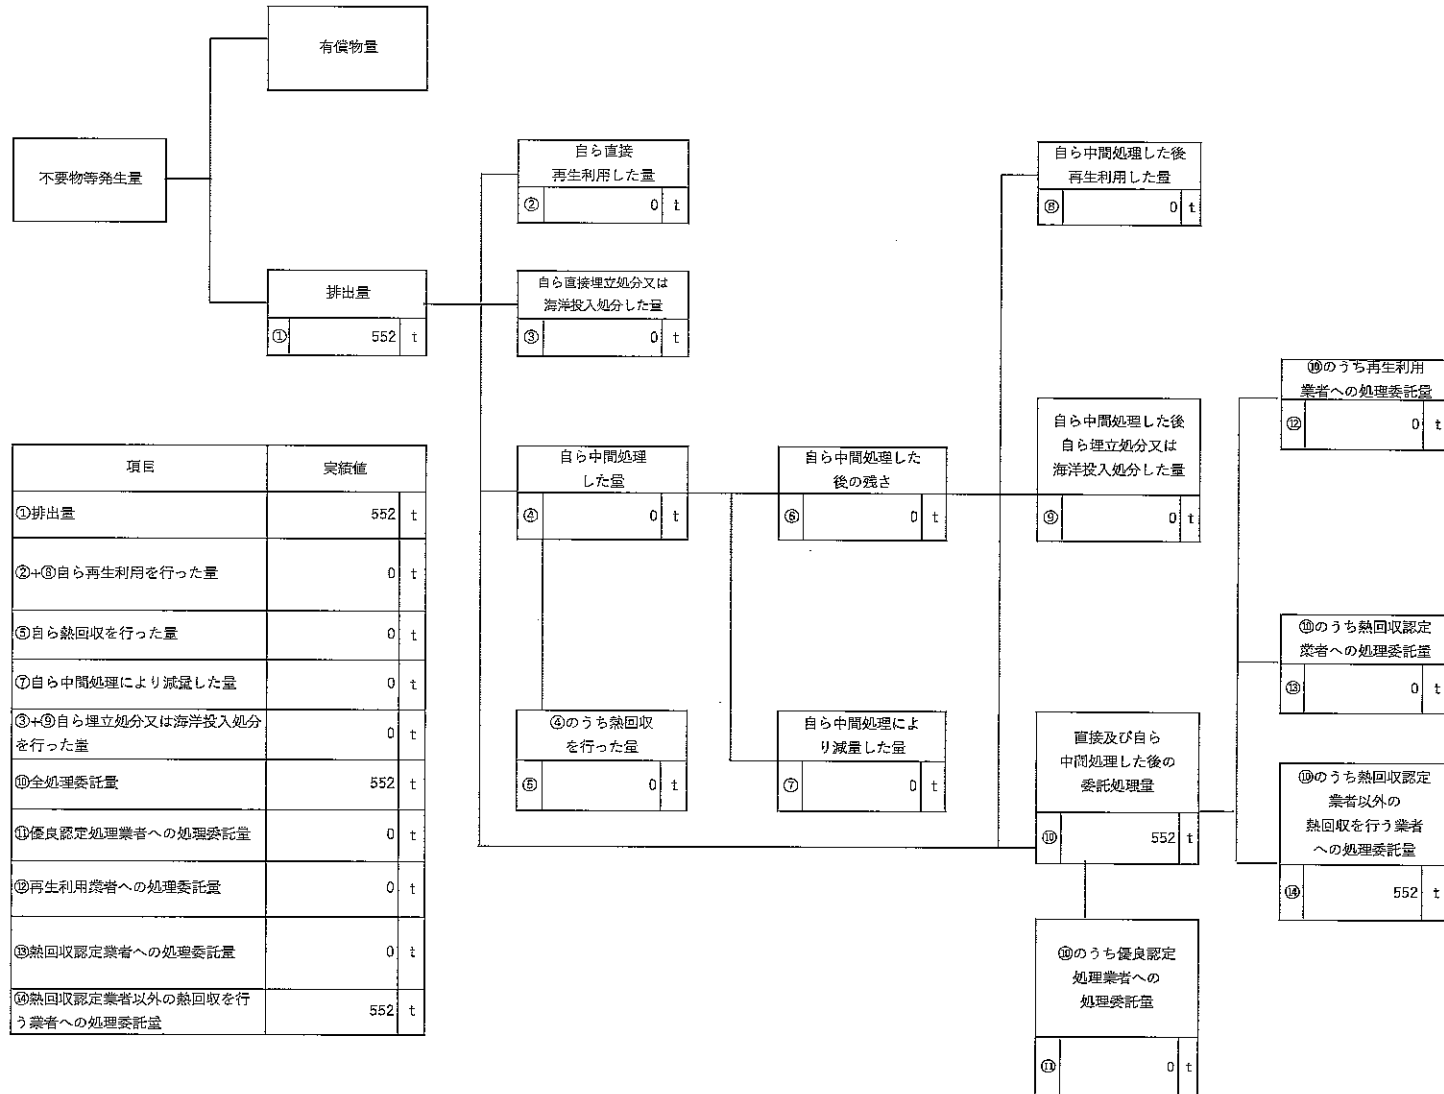 有償物量
不要物等発生量
排出量
① 552 t
自ら直接
再生利用した量
② 0 t
自ら直接埋立処分又は
海洋投入処分した量
③ 0 t
自ら中間処理
した量
④ 0 t
④のうち熱回収
を行った量
⑤ 0 t
自ら中間処理した
後の残さ
⑥ 0 t
自ら中間処理によ
り減量した量
⑦ 0 t
自ら中間処理した後
再生利用した量
⑧ 0 t
自ら中間処理した後
自ら埋立処分又は
海洋投入処分した量
⑨ 0 t
直接及び自ら
中間処理した後の
委託処理量
⑩ 552 t
⑩のうち優良認定
処理業者への
処理委託量
⑪ 0 t
⑩のうち再生利用
業者への処理委託量
⑫ 0 t
⑩のうち熱回収認定
業者への処理委託量
⑬ 0 t
⑩のうち熱回収認定
業者以外の
熱回収を行う業者
への処理委託量
⑭ 552 t
項目 実績値
①排出量 552 t
②+⑧自ら再生利用を行った量 0 t
⑤自ら熱回収を行った量 0 t
⑦自ら中間処理により減量した量 0 t
③+⑨自ら埋立処分又は海洋投入処分
を行った量 0 t
⑩全処理委託量 552 t
⑪優良認定処理業者への処理委託量 0 t
⑫再生利用業者への処理委託量 0 t
⑬熱回収認定業者への処理委託量 0 t
⑭熱回収認定業者以外の熱回収を行
う業者への処理委託量 552 t